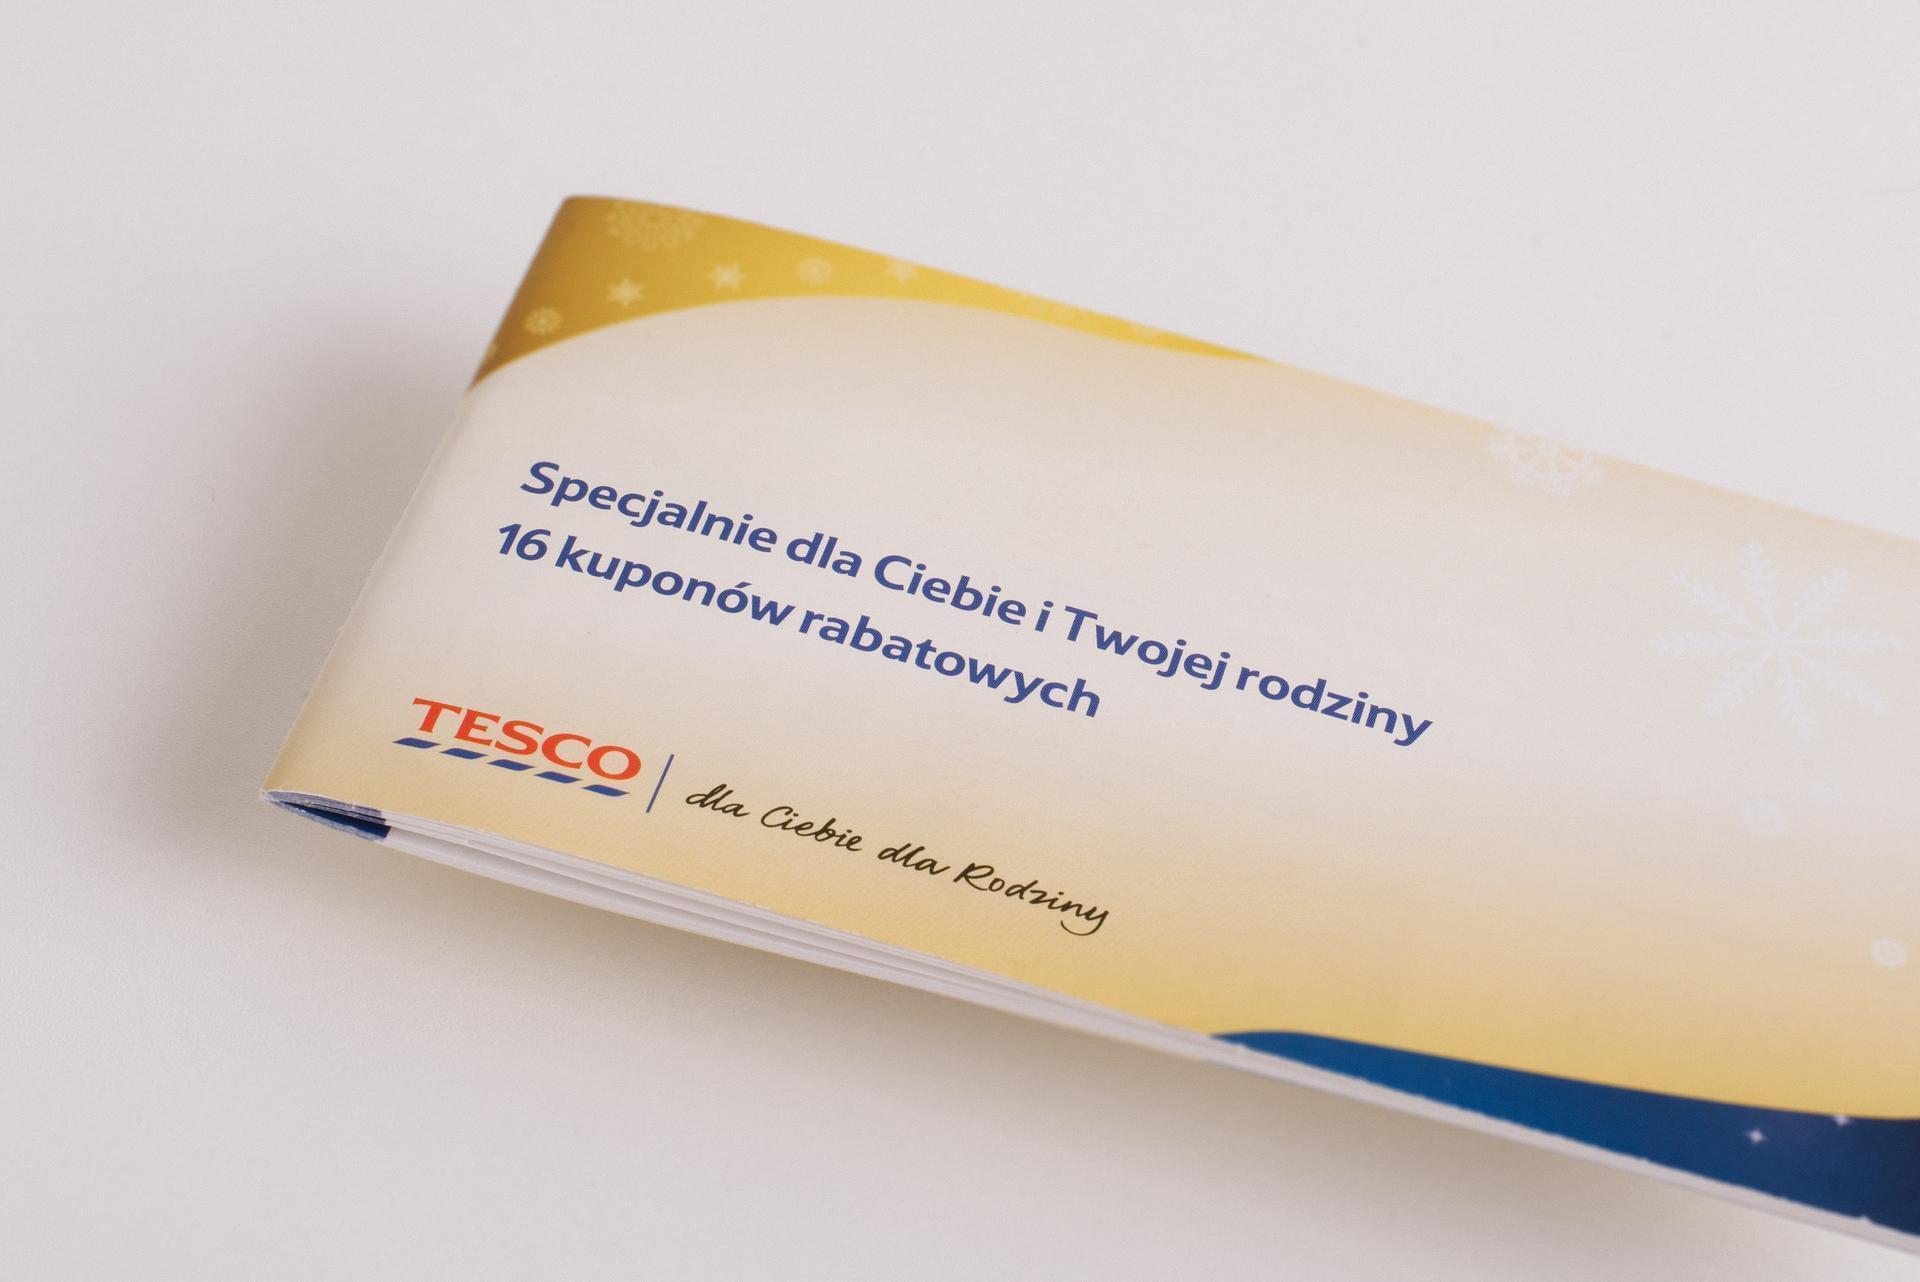 Specjalnie dla Ciebie i Twojej rodziny
16 kuponów rabatowych
TESCO
dla Ciebie dla Rodziny